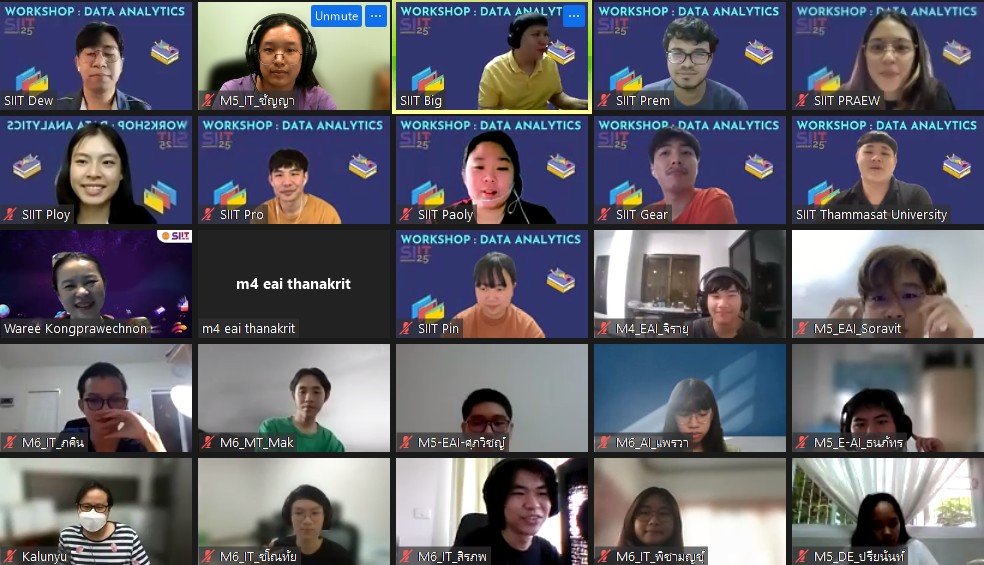 WORKSHOP : DATA ANALYTICS
SIIT
25
SIIT Dew
Unmute
...
M5_IT_ชัญญา
...
SIIT Big
WORKSHOP : DATA ANALYTICS
SIIT
25
SIIT Prem
WORKSHOP : DATA ANALYTICS
SIIT
25
SIIT PRAEW
WORKSHOP : DATA ANALYTICS
SIIT
25
SIIT Ploy
WORKSHOP : DATA ANALYTICS
SIIT
25
SIIT Pro
WORKSHOP : DATA ANALYTICS
SIIT
25
SIIT Paoly
WORKSHOP : DATA ANALYTICS
SIIT
25
SIIT Gear
WORKSHOP : DATA ANALYTICS
SIIT
25
SIIT Thammasat University
SIIT
Waree Kongprawechnon
m4 eai thanakrit
m4 eai thanakrit
WORKSHOP : DATA ANALYTICS
SIIT
25
SIIT Pin
M4_EAI_จิรายุ
M5_EAI_Soravit
M6_IT_ภคิน
M6_MT_Mak
M5-EAI-ศุภวิชญ์
M6_AI_แพรวา
M5_E-AI_ธนภัทร
Kalunyu
M6_IT_ชโณทัย
M6_IT_สิรภพ
M6_IT_พิชามญชุ์
M5_DE_ปรียนันท์